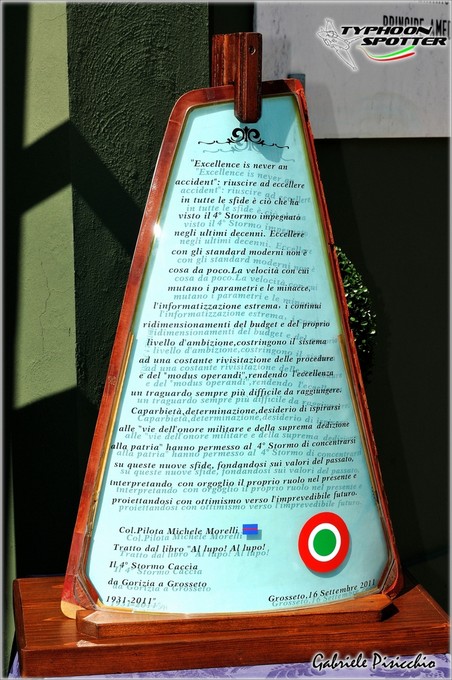 TYPHOON
SPOTTER
"Excellence is never an
accident": riuscire ad eccellere
in tutte le sfide è ciò che ha
visto il 4° Stormo impegnato
negli ultimi decenni. Eccellere
con gli standard moderni non è
cosa da poco.La velocità con cui
mutano i parametri e le minacce,
l'informatizzazione estrema, i continui
ridimensionamenti del budget e del proprio
livello d'ambizione,costringono il sistema
ad una costante rivisitazione delle procedure
e del "modus operandi",rendendo l'eccellenza
un traguardo sempre più difficile da raggiungere.
Caparbietà,determinazione,desiderio di ispirarsi
alle "vie dell'onore militare e della suprema dedizione
alla patria" hanno permesso al 4° Stormo di concentrarsi
su queste nuove sfide, fondandosi sui valori del passato,
interpretando con orgoglio il proprio ruolo nel presente e
proiettandosi con ottimismo verso l'imprevedibile futuro.
Col.Pilota Michele Morelli
Tratto dal libro "Al lupo! Al lupo!
Il 4° Stormo Caccia
da Gorizia a Grosseto
1931-2011"
Grosseto,16 Settembre 2011
Gabriele Pisicchio